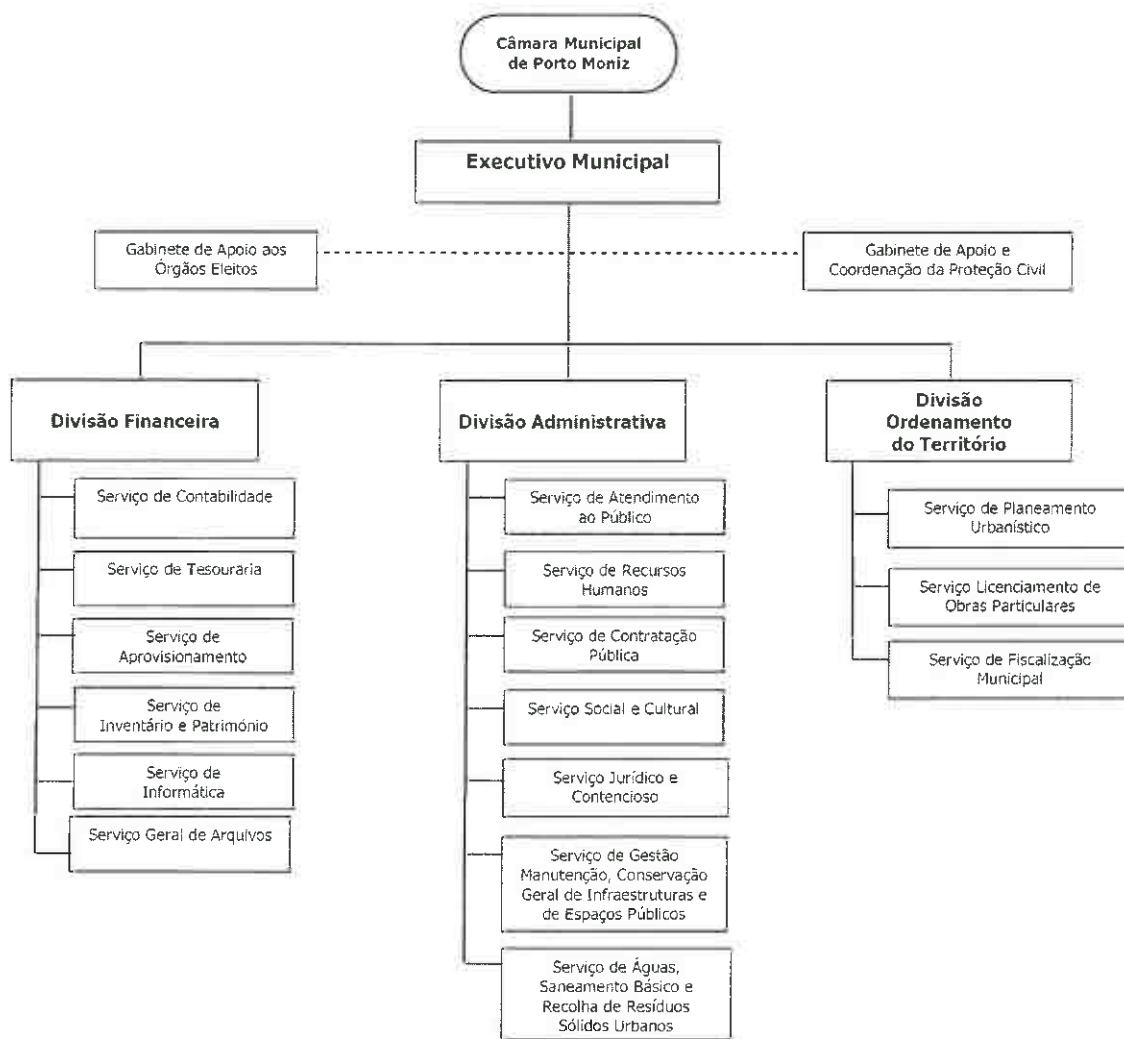 Câmara Municipal
de Porto Moniz
Executivo Municipal
Gabinete de Apoio aos
Órgãos Eleitos
Gabinete de Apoio e
Coordenação da Proteção Civil
Divisão Financeira
Serviço de Contabilidade
Serviço de Tesouraria
Serviço de
Aprovisionamento
Serviço de
Inventário e Património
Serviço de
Informática
Serviço Geral de Arquivos
Divisão Administrativa
Serviço de Atendimento
ao Público
Serviço de Recursos
Humanos
Serviço de Contratação
Pública
Serviço Social e Cultural
Serviço Jurídico e
Contencioso
Serviço de Gestão
Manutenção, Conservação
Geral de Infraestruturas e
de Espaços Públicos
Serviço de Águas,
Saneamento Básico e
Recolha de Resíduos
Sólidos Urbanos
Divisão
Ordenamento
do Território
Serviço de Planeamento
Urbanístico
Serviço Licenciamento de
Obras Particulares
Serviço de Fiscalização
Municipal